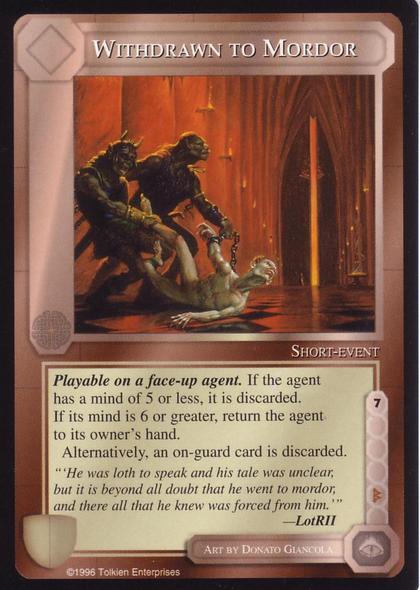 WITHDRAWN TO MORDOR
SHORT-EVENT
Playable on a face-up agent. If the agent
has a mind of 5 or less, it is discarded.
If its mind is 6 or greater, return the agent
to its owner's hand.
Alternatively, an on-guard card is discarded.
“‘He was loth to speak and his tale was unclear,
but it is beyond all doubt that he went to mordor,
and there all that he knew was forced from him.’”
—LotRII
7
ART BY DONATO GIANCOLA
©1996 Tolkien Enterprises